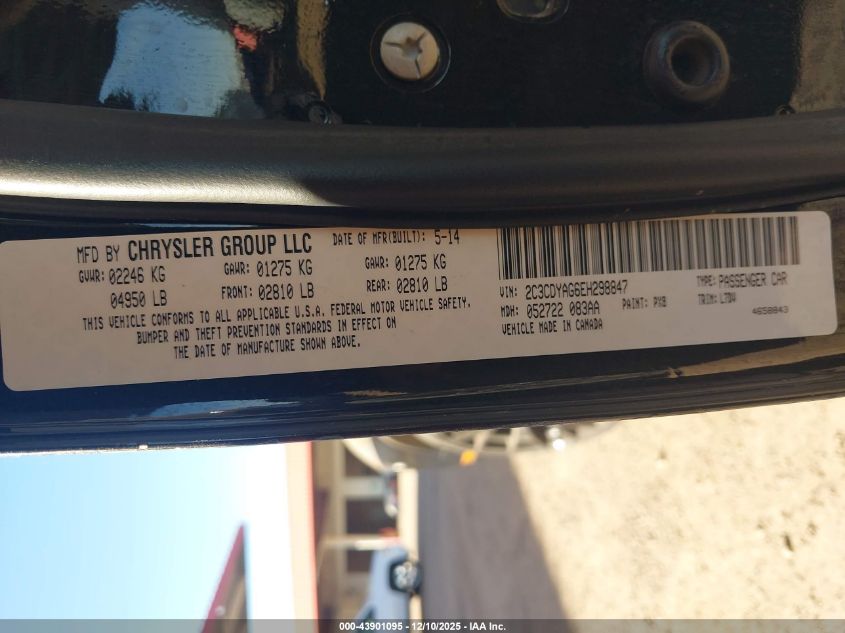 MFD BY CHRYSLER GROUP LLC DATE OF MFR(BUILT): 5-14
GVWR: 02246 KG GAWR: 01275 KG GAWR: 01275 KG
04950 LB FRONT: 02810 LB REAR: 02810 LB
THIS VEHICLE CONFORMS TO ALL APPLICABLE U.S.A. FEDERAL MOTOR VEHICLE SAFETY,
BUMPER AND THEFT PREVENTION STANDARDS IN EFFECT ON
THE DATE OF MANUFACTURE SHOWN ABOVE.
VIN: 2C3CDYAG6EH298847 TYPE: PASSENGER CAR
MDH: 052722 083AA PAINT: PX8 TRIM: L7DV
VEHICLE MADE IN CANADA 4658843
000-43901095 - 12/10/2025 - IAA Inc.